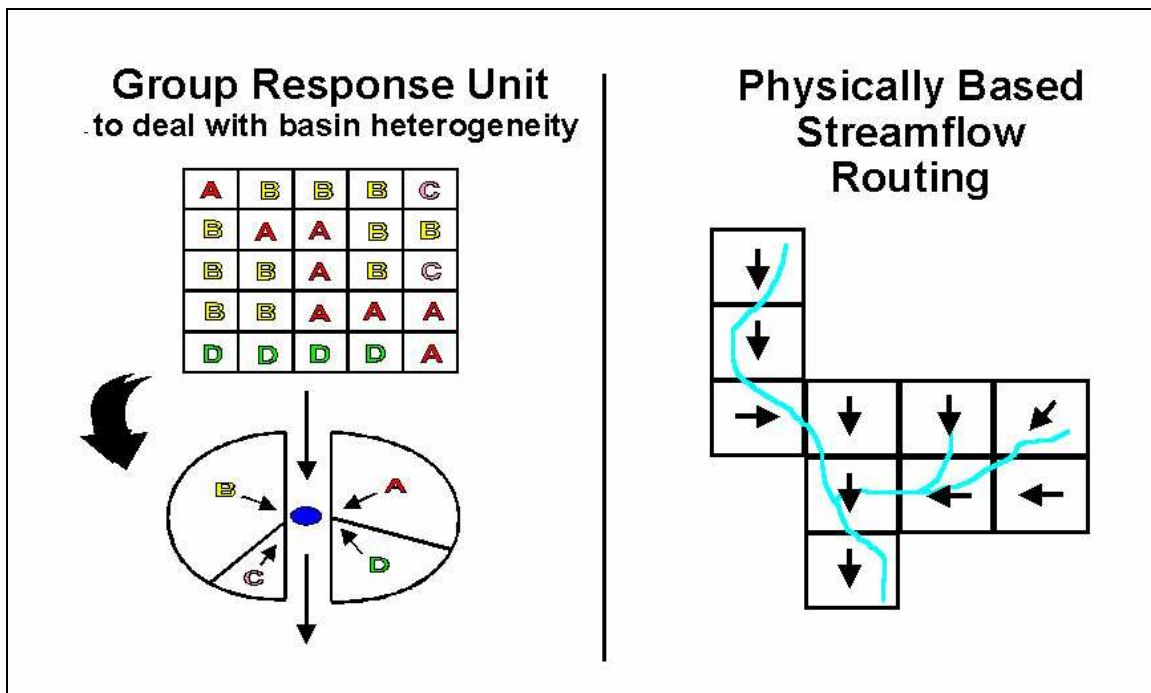 Group Response Unit
- to deal with basin heterogeneity
A B B B C
B A A B B
B B A B C
B B A A A
D D D D A
B A
C D
Physically Based
Streamflow
Routing